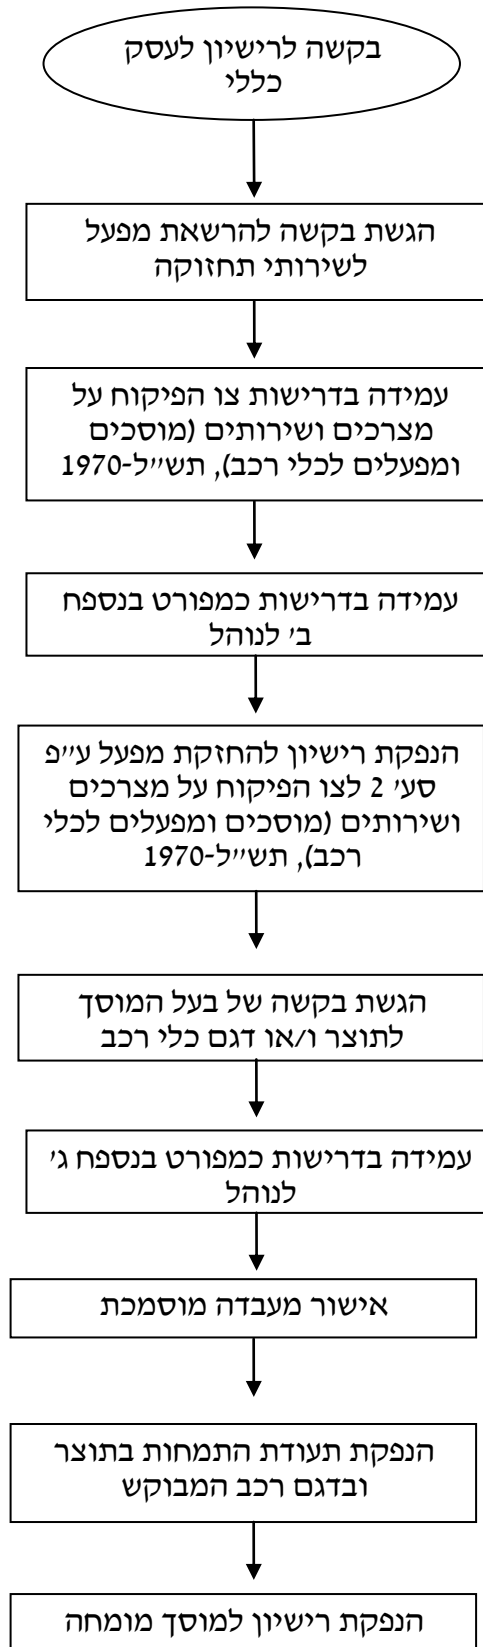 בקשה לרישיון לעסק
כללי
הגשת בקשה להרשאת מפעל
לשירותי תחזוקה
עמידה בדרישות צו הפיקוח על
מצרכים ושירותים (מוסכים
ומפעלים לכלי רכב), תש״ל-1970
עמידה בדרישות כמפורט בנספח
ב׳ לנוהל
הנפקת רישיון להחזקת מפעל ע״פ
סע׳ 2 לצו הפיקוח על מצרכים
ושירותים (מוסכים ומפעלים לכלי
רכב), תש״ל-1970
הגשת בקשה של בעל המוסך
לתוצר ו/או דגם כלי רכב
עמידה בדרישות כמפורט בנספח ג׳
לנוהל
אישור מעבדה מוסמכת
הנפקת תעודת התמחות בתוצר
ובדגם רכב המבוקש
הנפקת רישיון למוסך מומחה